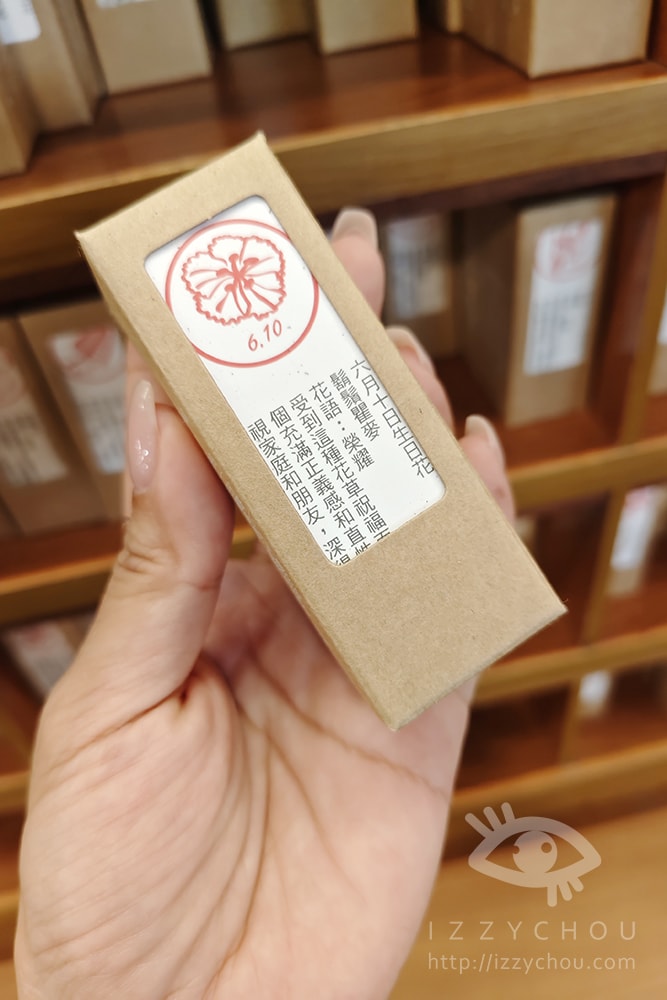 6.10
六月十日生日花
鬍鬚瞿麥
花語：榮耀
受到這種花草祝福
個充滿正義感和直
視家庭和朋友，深
IZZYCHOU
http://izzychou.com